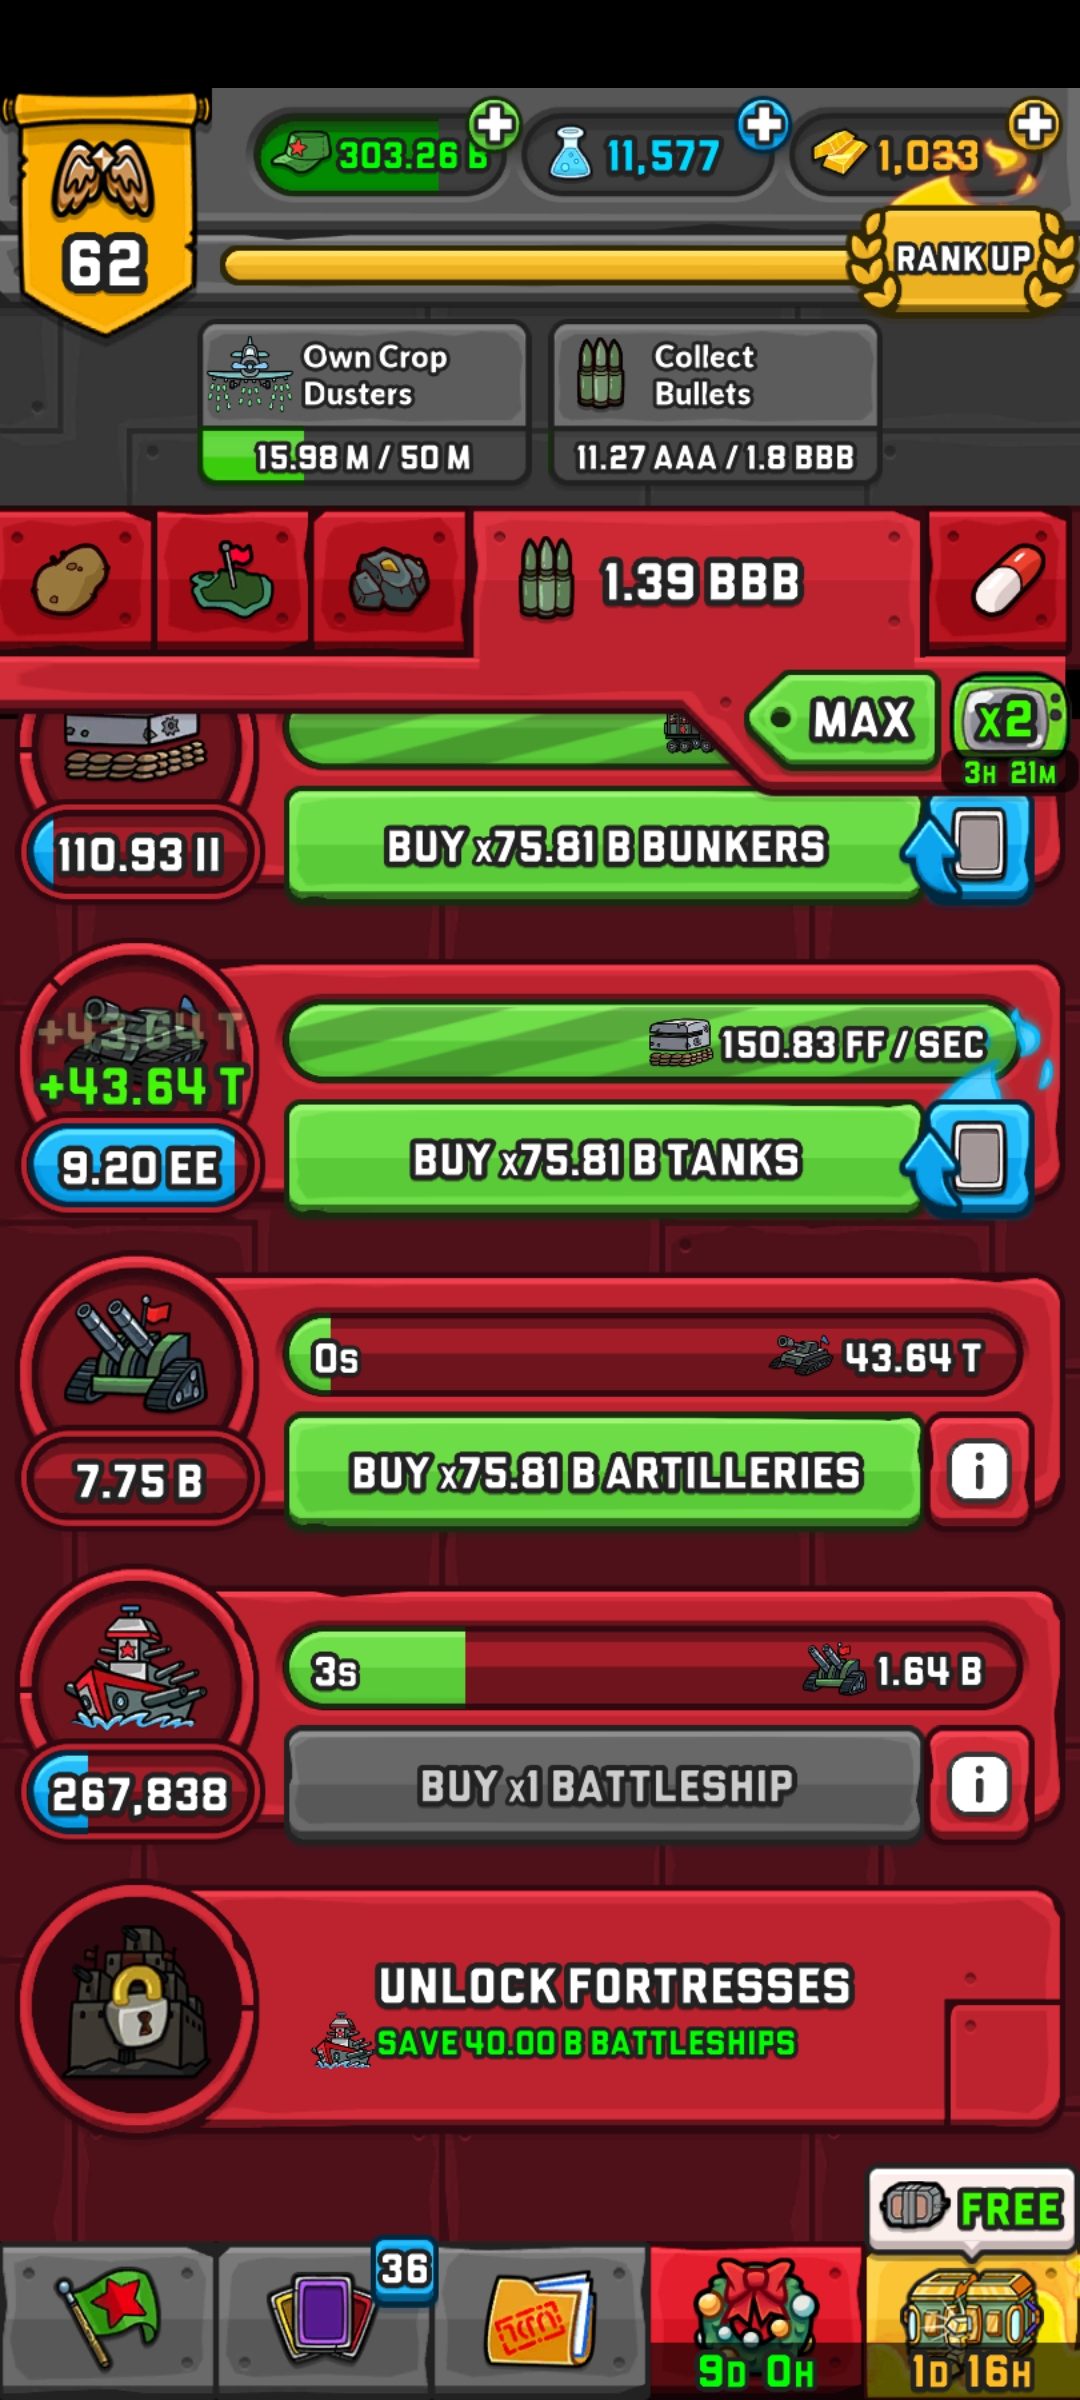 303.26 B
11,577
1,033
62
RANK UP
Own Crop
Dusters
15.98 M / 50 M
Collect
Bullets
11.27 AAA / 1.8 BBB
1.39 BBB
MAX
x2
3H 21M
110.93 II
BUY x75.81 B BUNKERS
+43.64 T
+43.64 T
150.83 FF / SEC
9.20 EE
BUY x75.81 B TANKS
0s
43.64 T
7.75 B
BUY x75.81 B ARTILLERIES
i
3s
1.64 B
267,838
BUY x1 BATTLESHIP
i
UNLOCK FORTRESSES
SAVE 40.00 B BATTLESHIPS
FREE
36
9D 0H
1D 16H